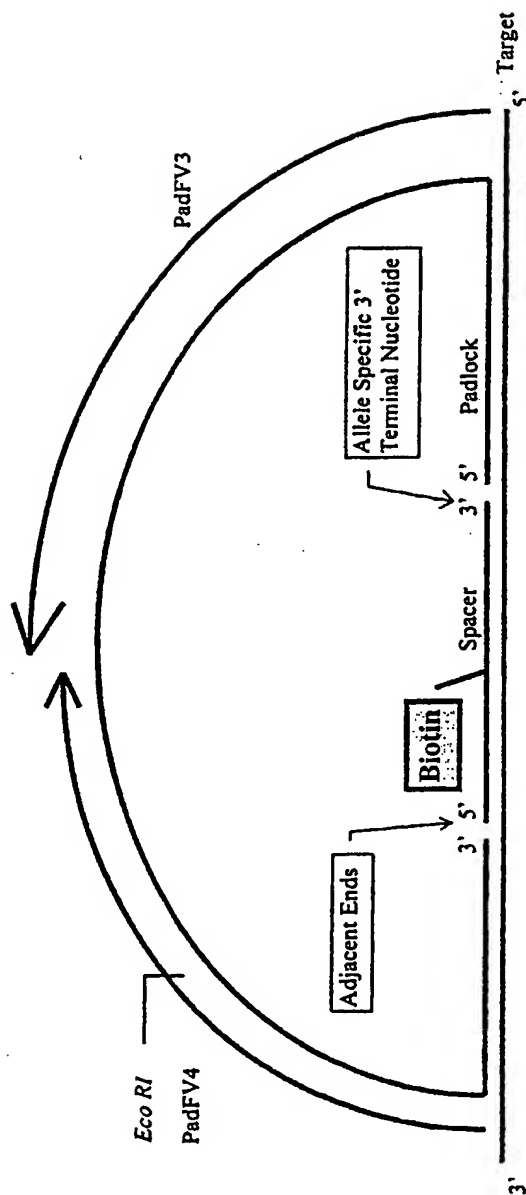 PadFV3
Eco RI
PadFV4
Allele Specific 3'
Terminal Nucleotide
Adjacent Ends
Biotin
3' 5'
Spacer
3' 5'
Padlock
3'
5'
Target